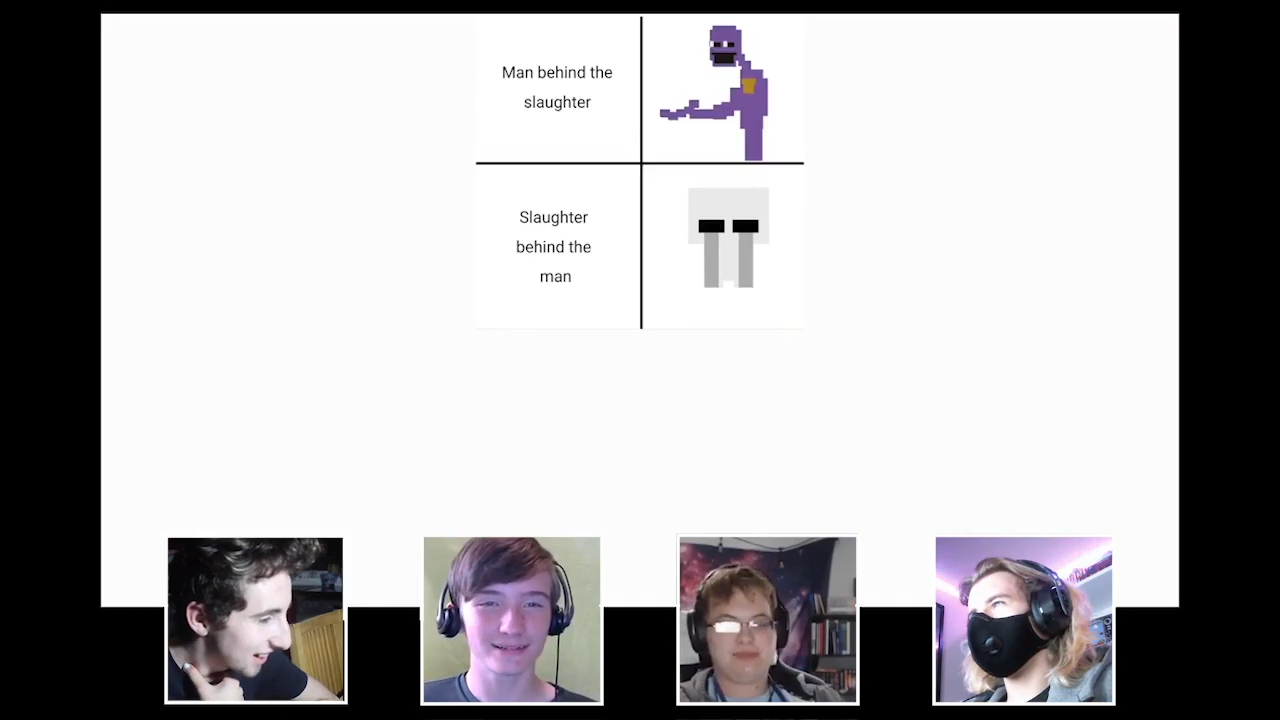 Man behind the
slaughter
Slaughter
behind the
man